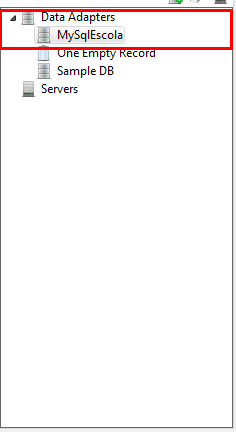 Data Adapters
MySqlEscola
One Empty Record
Sample DB
Servers